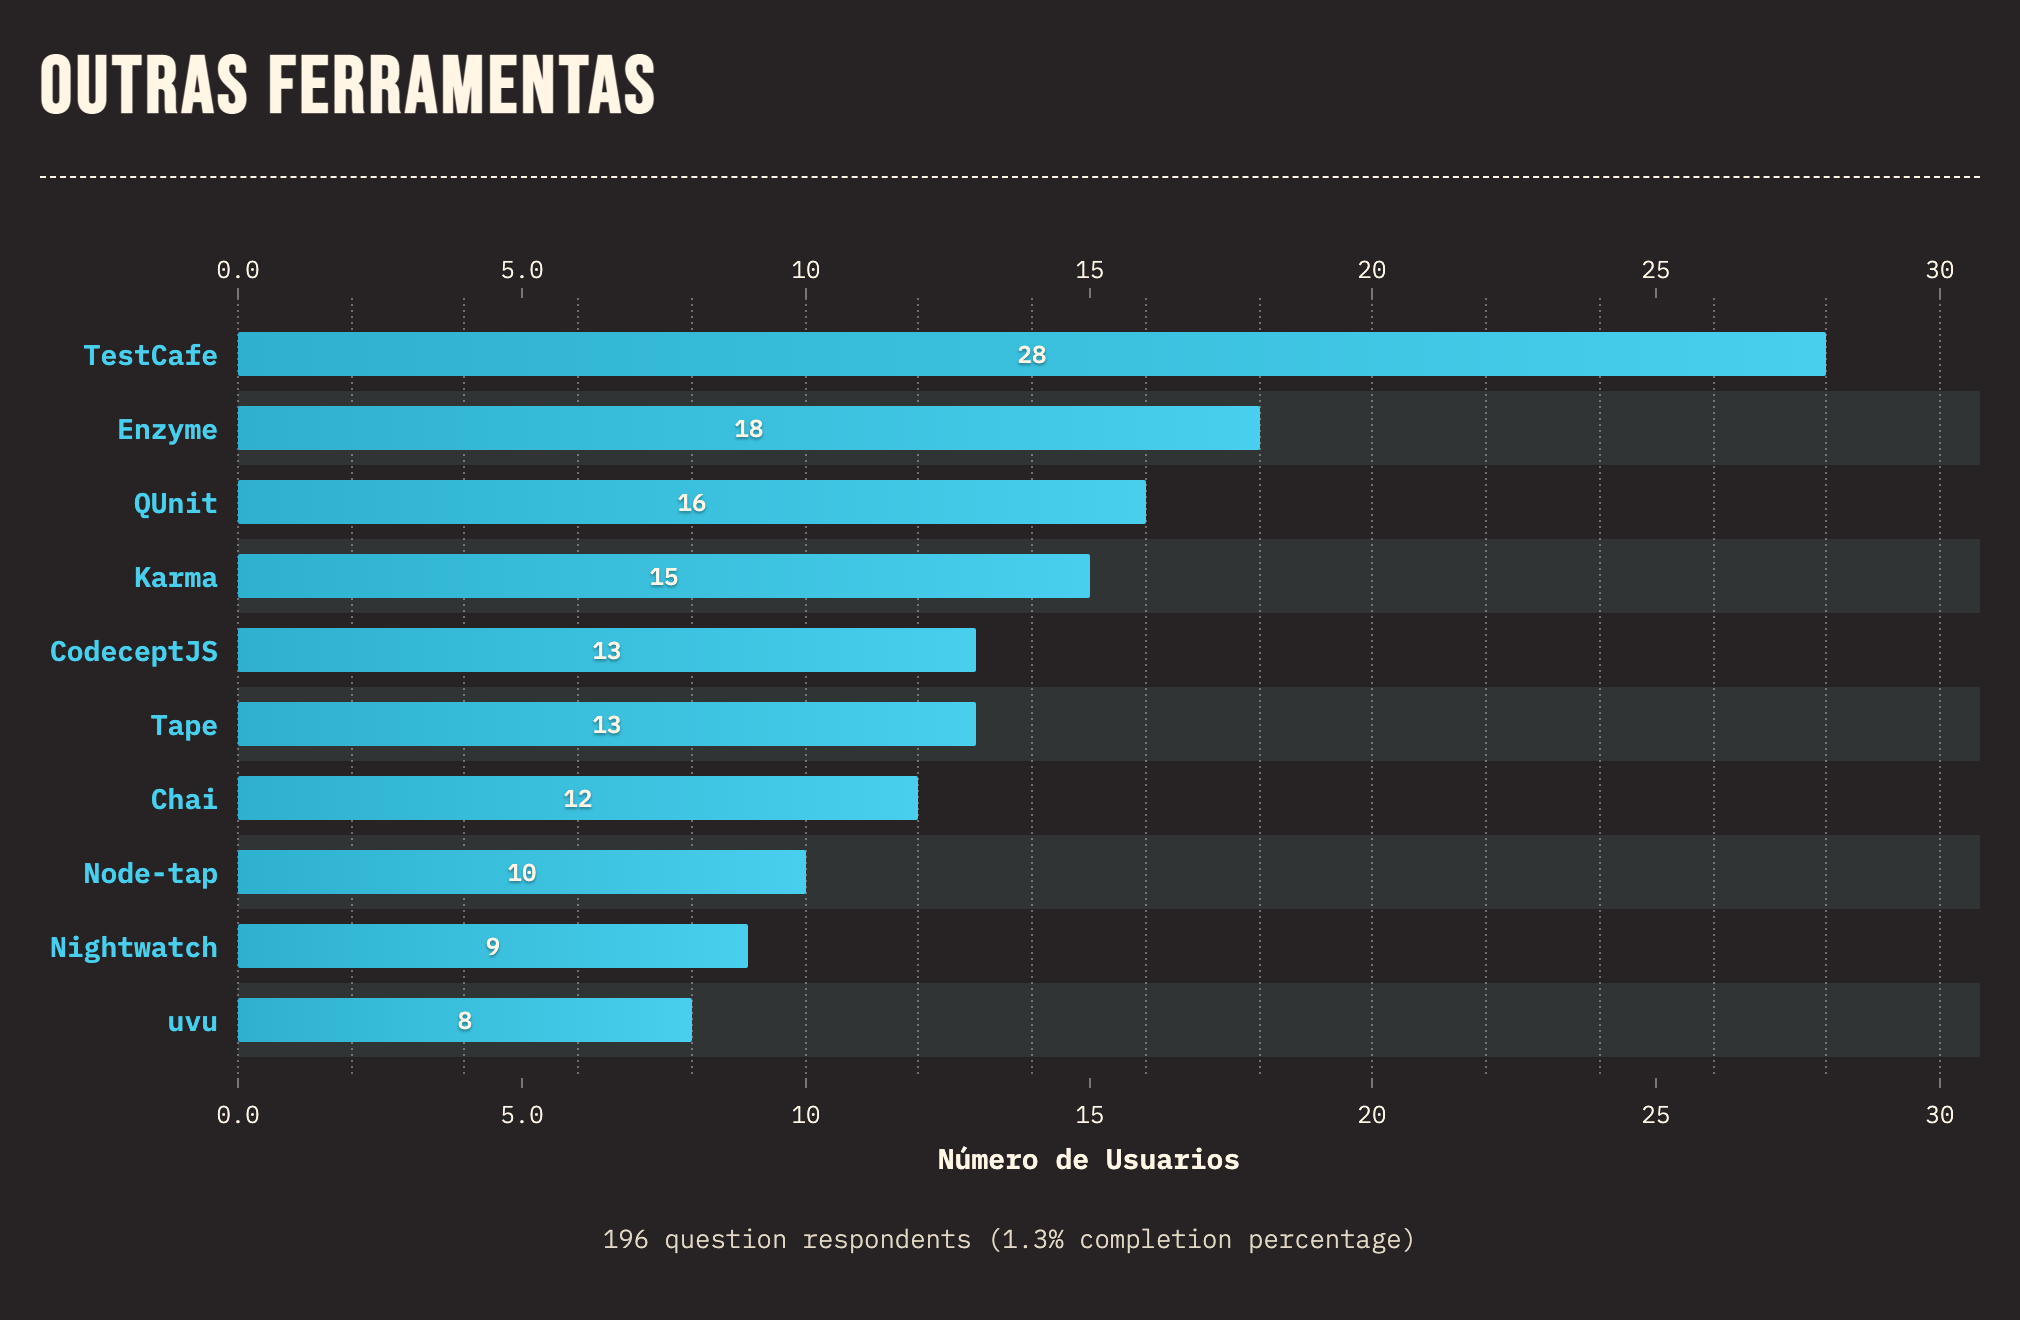 OUTRAS FERRAMENTAS
0.0 5.0 10 15 20 25 30
TestCafe 28
Enzyme 18
QUnit 16
Karma 15
CodeceptJS 13
Tape 13
Chai 12
Node-tap 10
Nightwatch 9
uvu 8
0.0 5.0 10 15 20 25 30
Número de Usuarios
196 question respondents (1.3% completion percentage)